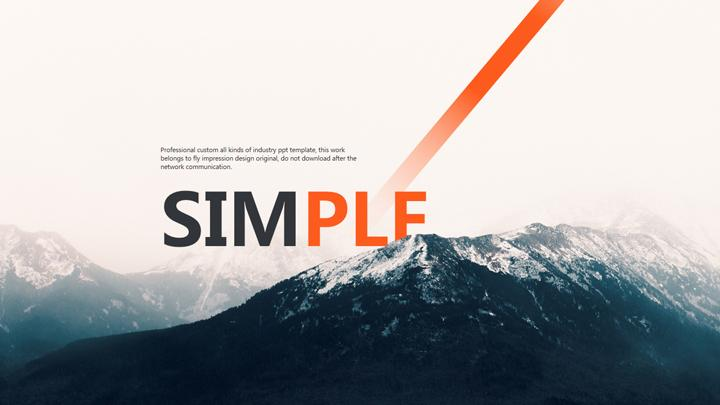 Professional custom all kinds of industry ppt template, this work
belongs to fly impression design original, do not download after the
network communication.
SIMPLE